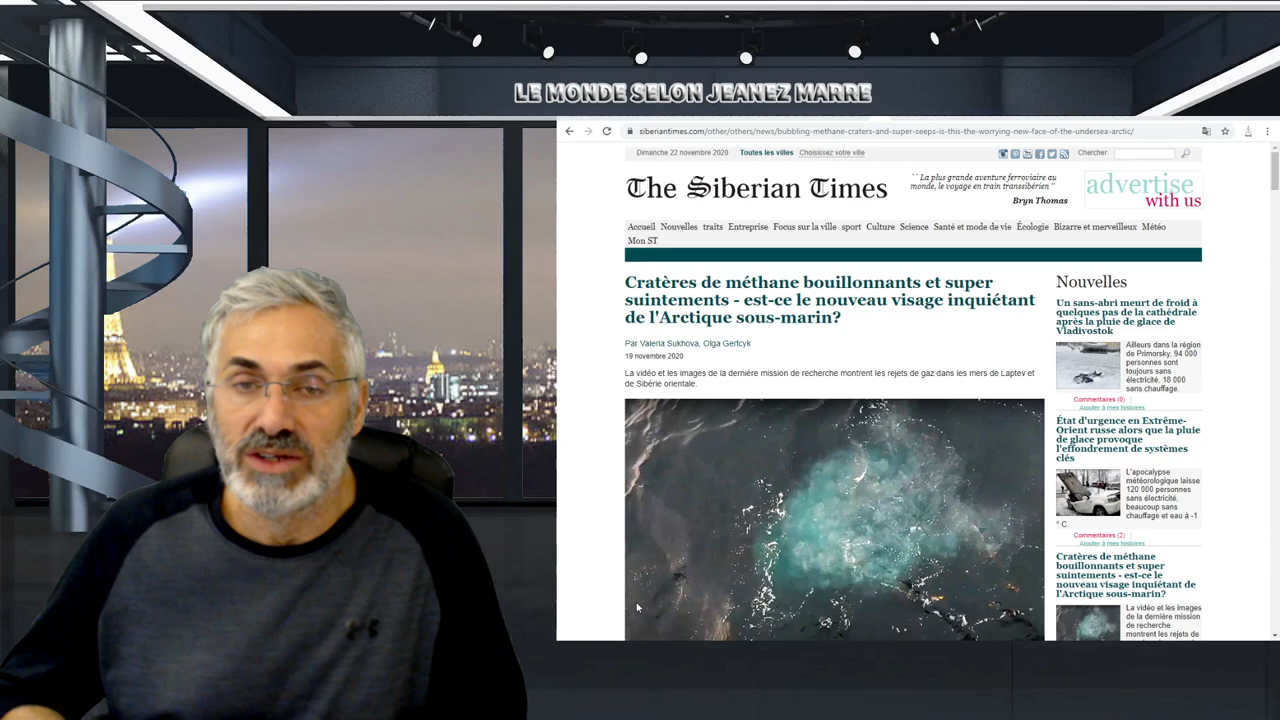 LE MONDE SELON JEANEZ MARRE
siberiantimes.com/other/others/news/bubbling-methane-craters-and-super-seeps-is-this-the-worrying-new-face-of-the-undersea-arctic/
Dimanche 22 novembre 2020 Toutes les villes Choisissez votre ville
Chercher:
The Siberian Times
`` La plus grande aventure ferroviaire au
monde, le voyage en train transsibérien ''
Bryn Thomas
advertise
with us
Accueil Nouvelles traits Entreprise Focus sur la ville sport Culture Science Santé et mode de vie Écologie Bizarre et merveilleux Météo
Mon ST
Cratères de méthane bouillonnants et super
suintements - est-ce le nouveau visage inquiétant
de l'Arctique sous-marin?
Par Valeria Sukhova, Olga Gertcyk
19 novembre 2020
La vidéo et les images de la dernière mission de recherche montrent les rejets de gaz dans les mers de Laptev et
de Sibérie orientale.
Nouvelles
Un sans-abri meurt de froid à
quelques pas de la cathédrale
après la pluie de glace de
Vladivostok
Ailleurs dans la région
de Primorsky, 94 000
personnes sont
toujours sans
électricité, 18 000
sans chauffage.
Commentaires (6)
Ajouter à mes histoires
État d'urgence en Extrême-
Orient russe alors que la pluie
de glace provoque
l'effondrement de systèmes
clés
L'apocalypse
météorologique laisse
120 000 personnes
sans électricité,
beaucoup sans
chauffage et eau à -1
° C.
Commentaires (2)
Ajouter à mes histoires
Cratères de méthane
bouillonnants et super
suintements - est-ce le
nouveau visage inquiétant de
l'Arctique sous-marin?
La vidéo et les images
de la dernière mission
de recherche
montrent les rejets de